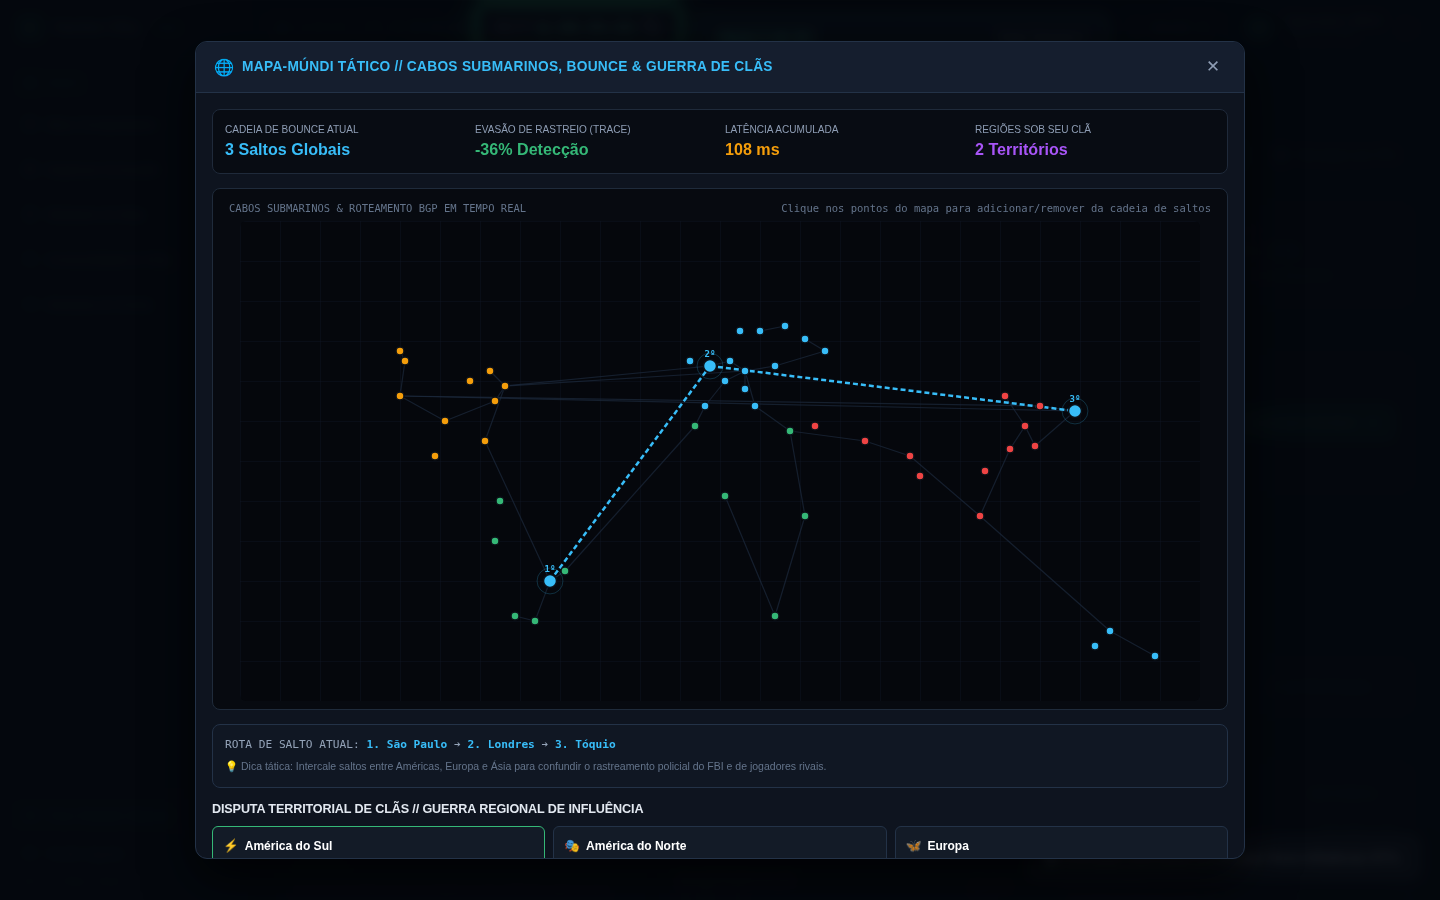 🌐 MAPA-MÚNDI TÁTICO // CABOS SUBMARINOS, BOUNCE & GUERRA DE CLÃS ✕
CADEIA DE BOUNCE ATUAL
3 Saltos Globais
EVASÃO DE RASTREIO (TRACE)
-36% Detecção
LATÊNCIA ACUMULADA
108 ms
REGIÕES SOB SEU CLÃ
2 Territórios
CABOS SUBMARINOS & ROTEAMENTO BGP EM TEMPO REAL
Clique nos pontos do mapa para adicionar/remover da cadeia de saltos
2º
3º
1º
ROTA DE SALTO ATUAL: 1. São Paulo → 2. Londres → 3. Tóquio
💡 Dica tática: Intercale saltos entre Américas, Europa e Ásia para confundir o rastreamento policial do FBI e de jogadores rivais.
DISPUTA TERRITORIAL DE CLÃS // GUERRA REGIONAL DE INFLUÊNCIA
⚡ América do Sul
🎭 América do Norte
🦋 Europa